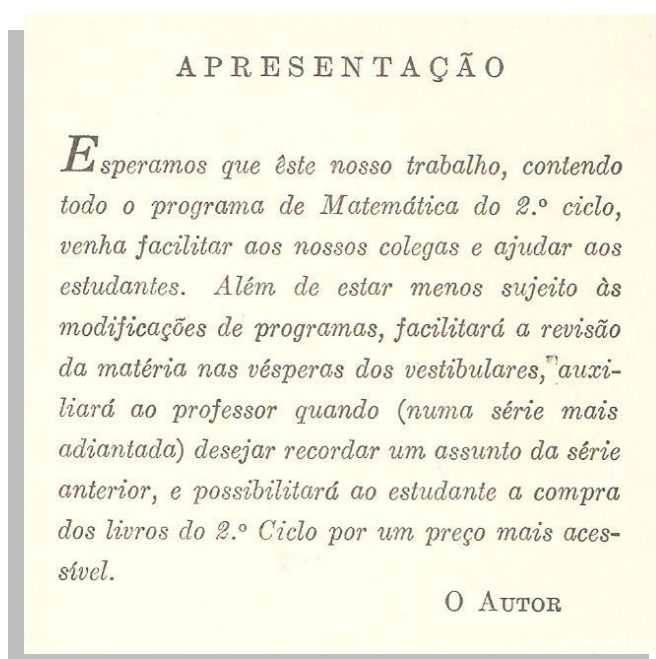 APRESENTAÇÃO
Esperamos que êste nosso trabalho, contendo
todo o programa de Matemática do 2.º ciclo,
venha facilitar aos nossos colegas e ajudar aos
estudantes. Além de estar menos sujeito às
modificações de programas, facilitará a revisão
da matéria nas vésperas dos vestibulares, auxi-
liará ao professor quando (numa série mais
adiantada) desejar recordar um assunto da série
anterior, e possibilitará ao estudante a compra
dos livros do 2.º Ciclo por um preço mais aces-
sível.
O AUTOR